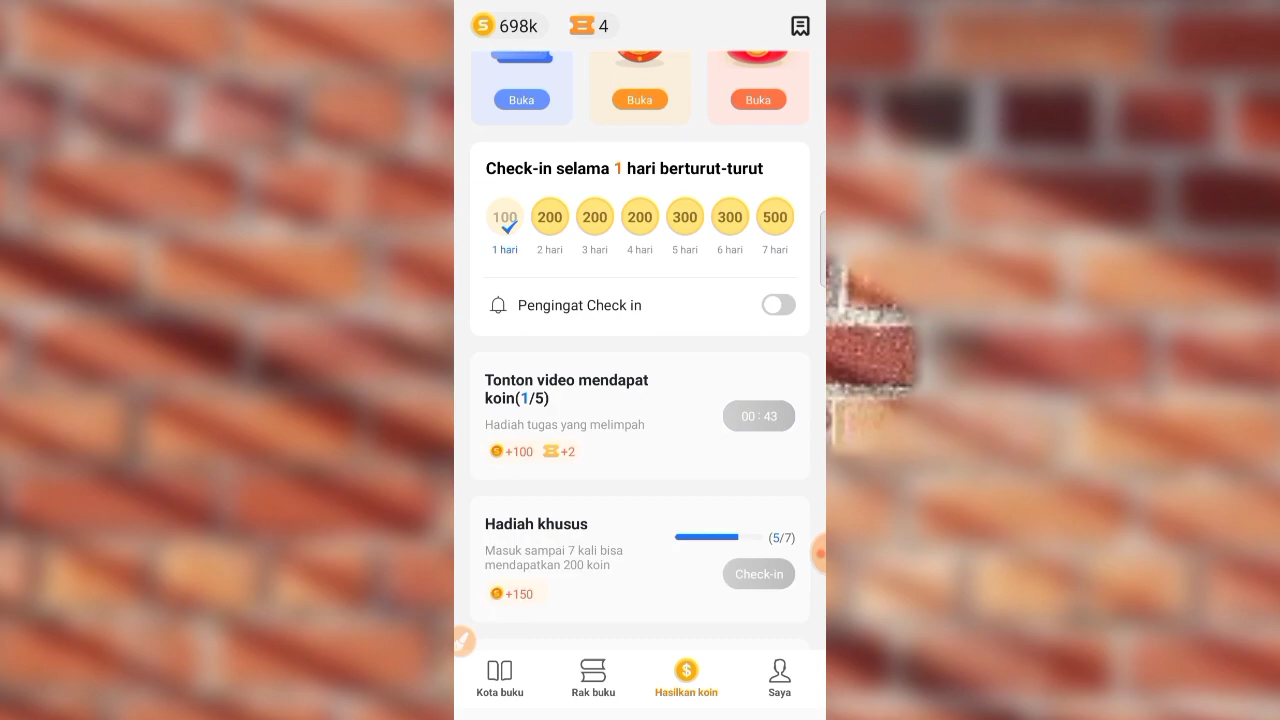 698k
4
Buka
Buka
Buka
Check-in selama 1 hari berturut-turut
100 200 200 200 300 300 500
1 hari 2 hari 3 hari 4 hari 5 hari 6 hari 7 hari
Pengingat Check in
Tonton video mendapat
koin(1/5)
00 : 43
Hadiah tugas yang melimpah
+100 +2
Hadiah khusus
(5/7)
Masuk sampai 7 kali bisa
mendapatkan 200 koin
Check-in
+150
Kota buku Rak buku Hasilkan koin Saya